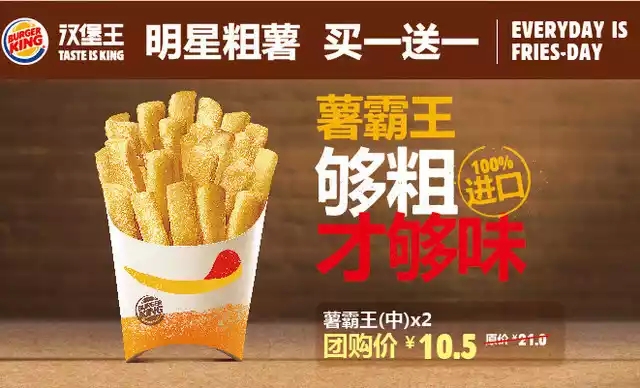 BURGER
KING
汉堡王
TASTE IS KING
明星粗薯 买一送一
EVERYDAY IS
FRIES-DAY
薯霸王
够粗
100%
进口
才够味
BURGER
KING
薯霸王(中)x2
团购价 ¥10.5 原价 ¥21.0